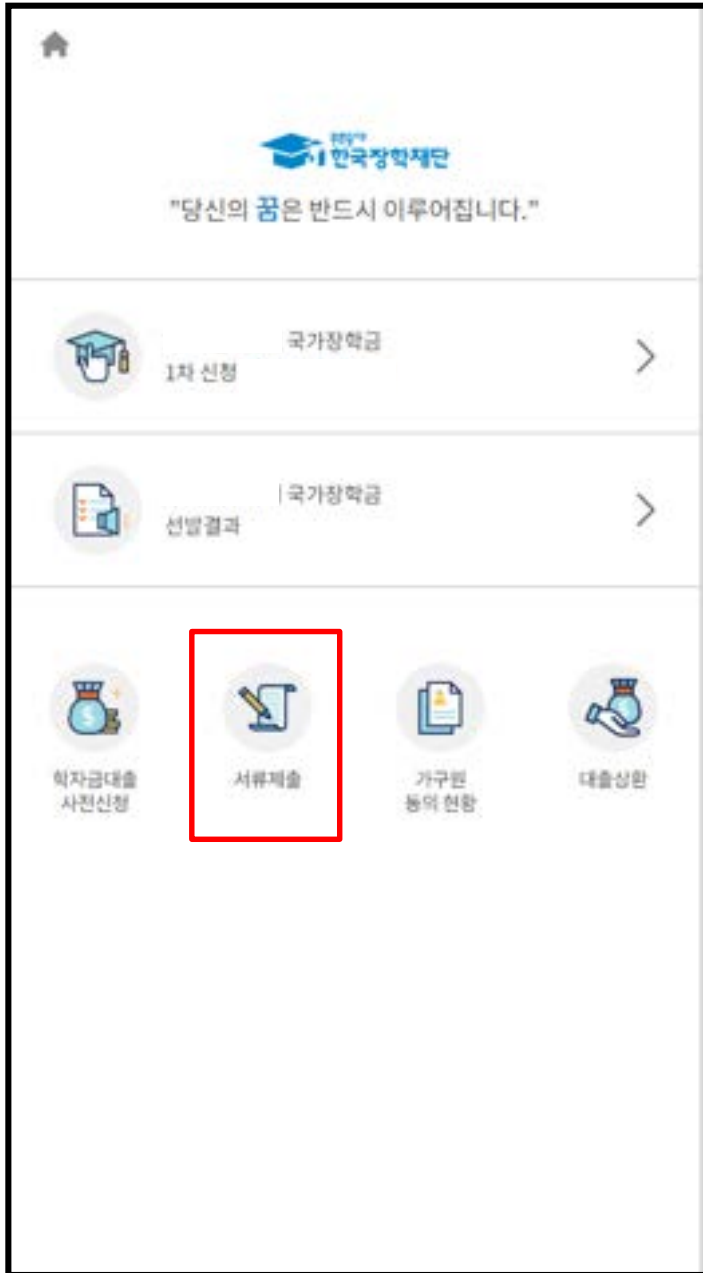 한국장학재단
"당신의 꿈은 반드시 이루어집니다."
국가장학금
1차 신청
국가장학금
선발결과
학자금대출
사전신청
서류제출
가구원
동의 현황
대출상환